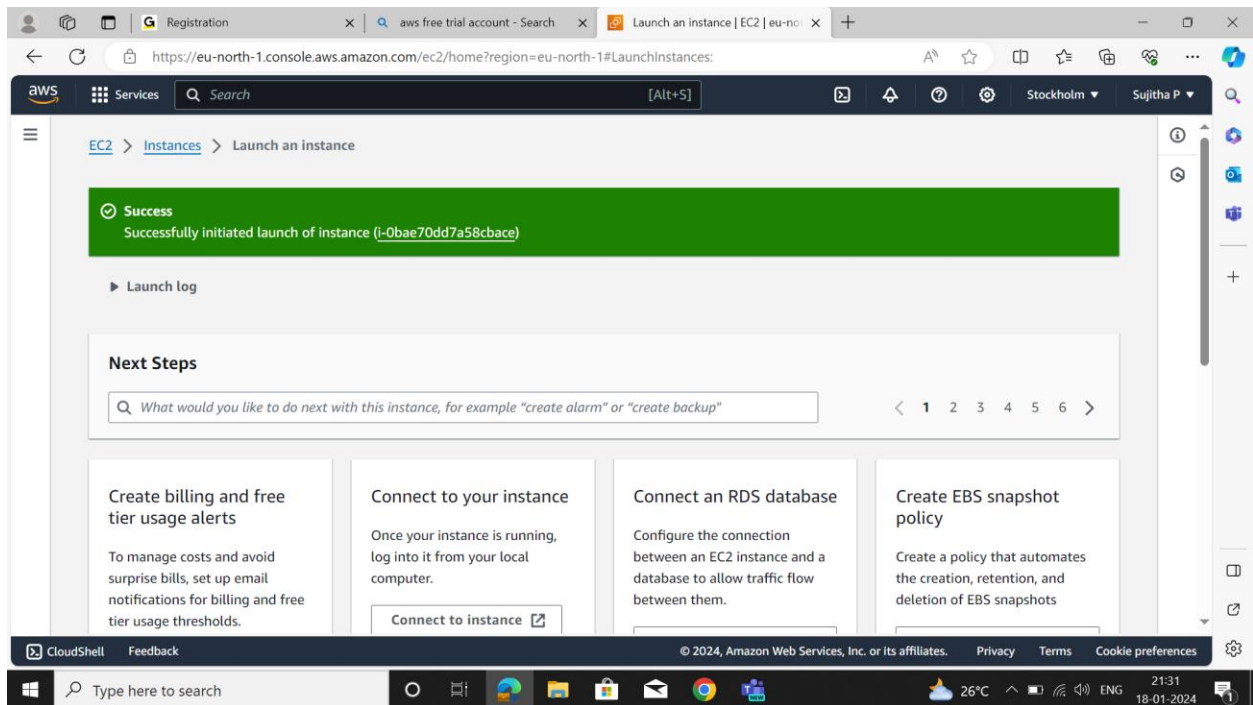 G Registration
aws free trial account - Search
Launch an instance | EC2 | eu-no
https://eu-north-1.console.aws.amazon.com/ec2/home?region=eu-north-1#LaunchInstances:
aws
Services
Search
[Alt+S]
Stockholm
Sujitha P
EC2 > Instances > Launch an instance
Success
Successfully initiated launch of instance (i-0bae70dd7a58cbace)
Launch log
Next Steps
What would you like to do next with this instance, for example "create alarm" or "create backup"
1 2 3 4 5 6
Create billing and free
tier usage alerts
To manage costs and avoid
surprise bills, set up email
notifications for billing and free
tier usage thresholds.
Connect to your instance
Once your instance is running,
log into it from your local
computer.
Connect to instance
Connect an RDS database
Configure the connection
between an EC2 instance and a
database to allow traffic flow
between them.
Create EBS snapshot
policy
Create a policy that automates
the creation, retention, and
deletion of EBS snapshots
CloudShell
Feedback
© 2024, Amazon Web Services, Inc. or its affiliates.
Privacy
Terms
Cookie preferences
Type here to search
NEW
26°C
ENG
21:31
18-01-2024
1